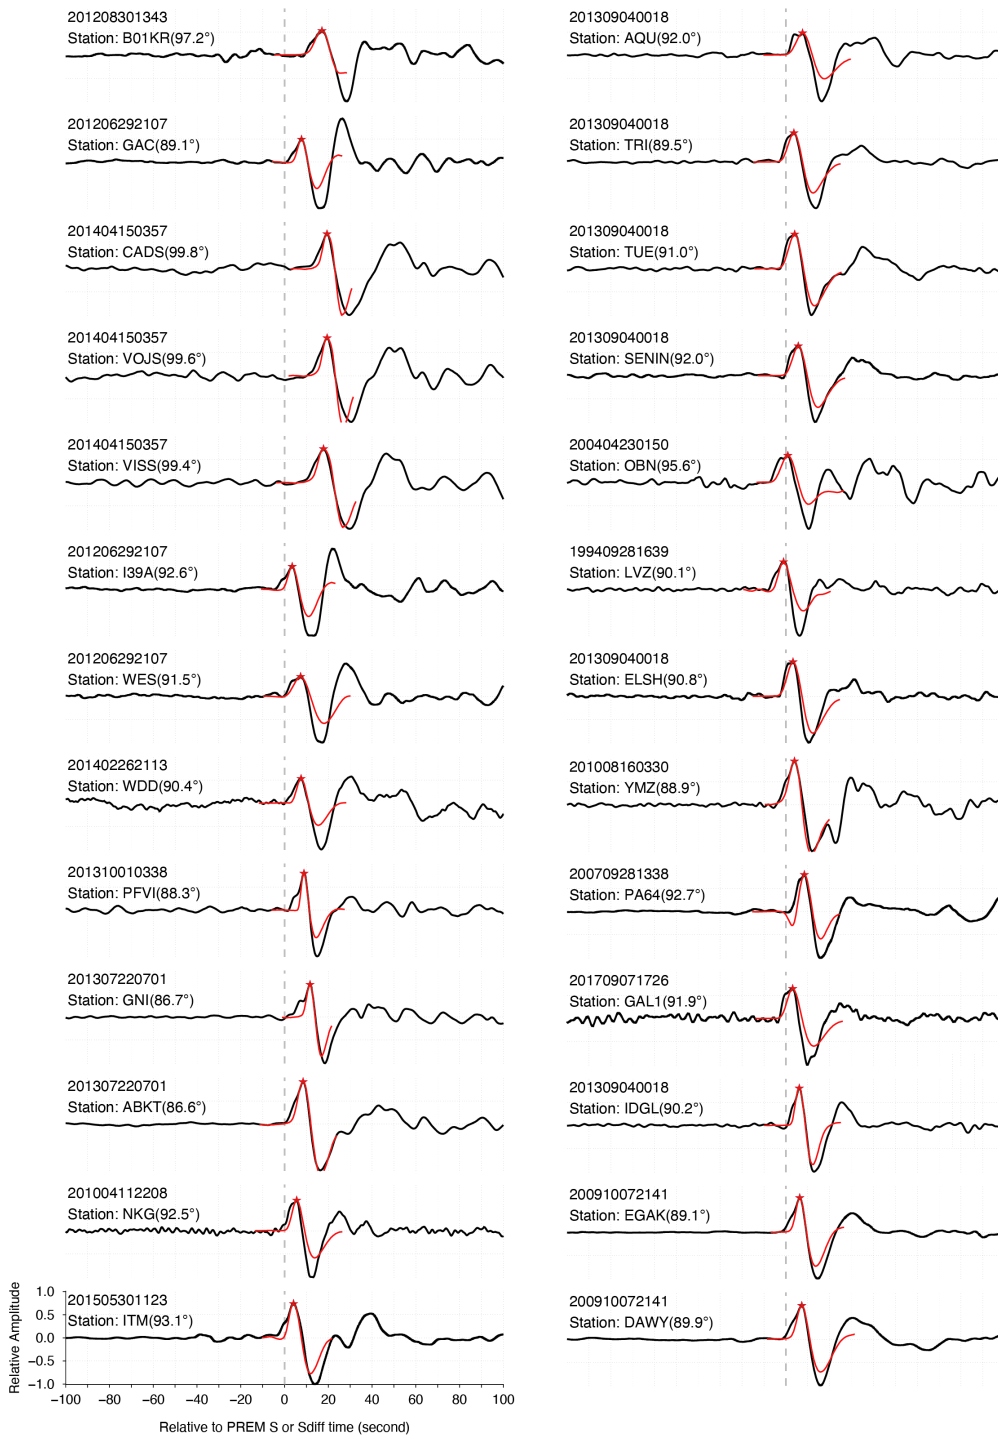 201208301343
Station: B01KR(97.2°)
201206292107
Station: GAC(89.1°)
201404150357
Station: CADS(99.8°)
201404150357
Station: VOJS(99.6°)
201404150357
Station: VISS(99.4°)
201206292107
Station: I39A(92.6°)
201206292107
Station: WES(91.5°)
201402262113
Station: WDD(90.4°)
201310010338
Station: PFVI(88.3°)
201307220701
Station: GNI(86.7°)
201307220701
Station: ABKT(86.6°)
201004112208
Station: NKG(92.5°)
201505301123
Station: ITM(93.1°)
Relative Amplitude
1.0
0.5
0.0
−0.5
−1.0
−100 −80 −60 −40 −20 0 20 40 60 80 100
Relative to PREM S or Sdiff time (second)
201309040018
Station: AQU(92.0°)
201309040018
Station: TRI(89.5°)
201309040018
Station: TUE(91.0°)
201309040018
Station: SENIN(92.0°)
200404230150
Station: OBN(95.6°)
199409281639
Station: LVZ(90.1°)
201309040018
Station: ELSH(90.8°)
201008160330
Station: YMZ(88.9°)
200709281338
Station: PA64(92.7°)
201709071726
Station: GAL1(91.9°)
201309040018
Station: IDGL(90.2°)
200910072141
Station: EGAK(89.1°)
200910072141
Station: DAWY(89.9°)